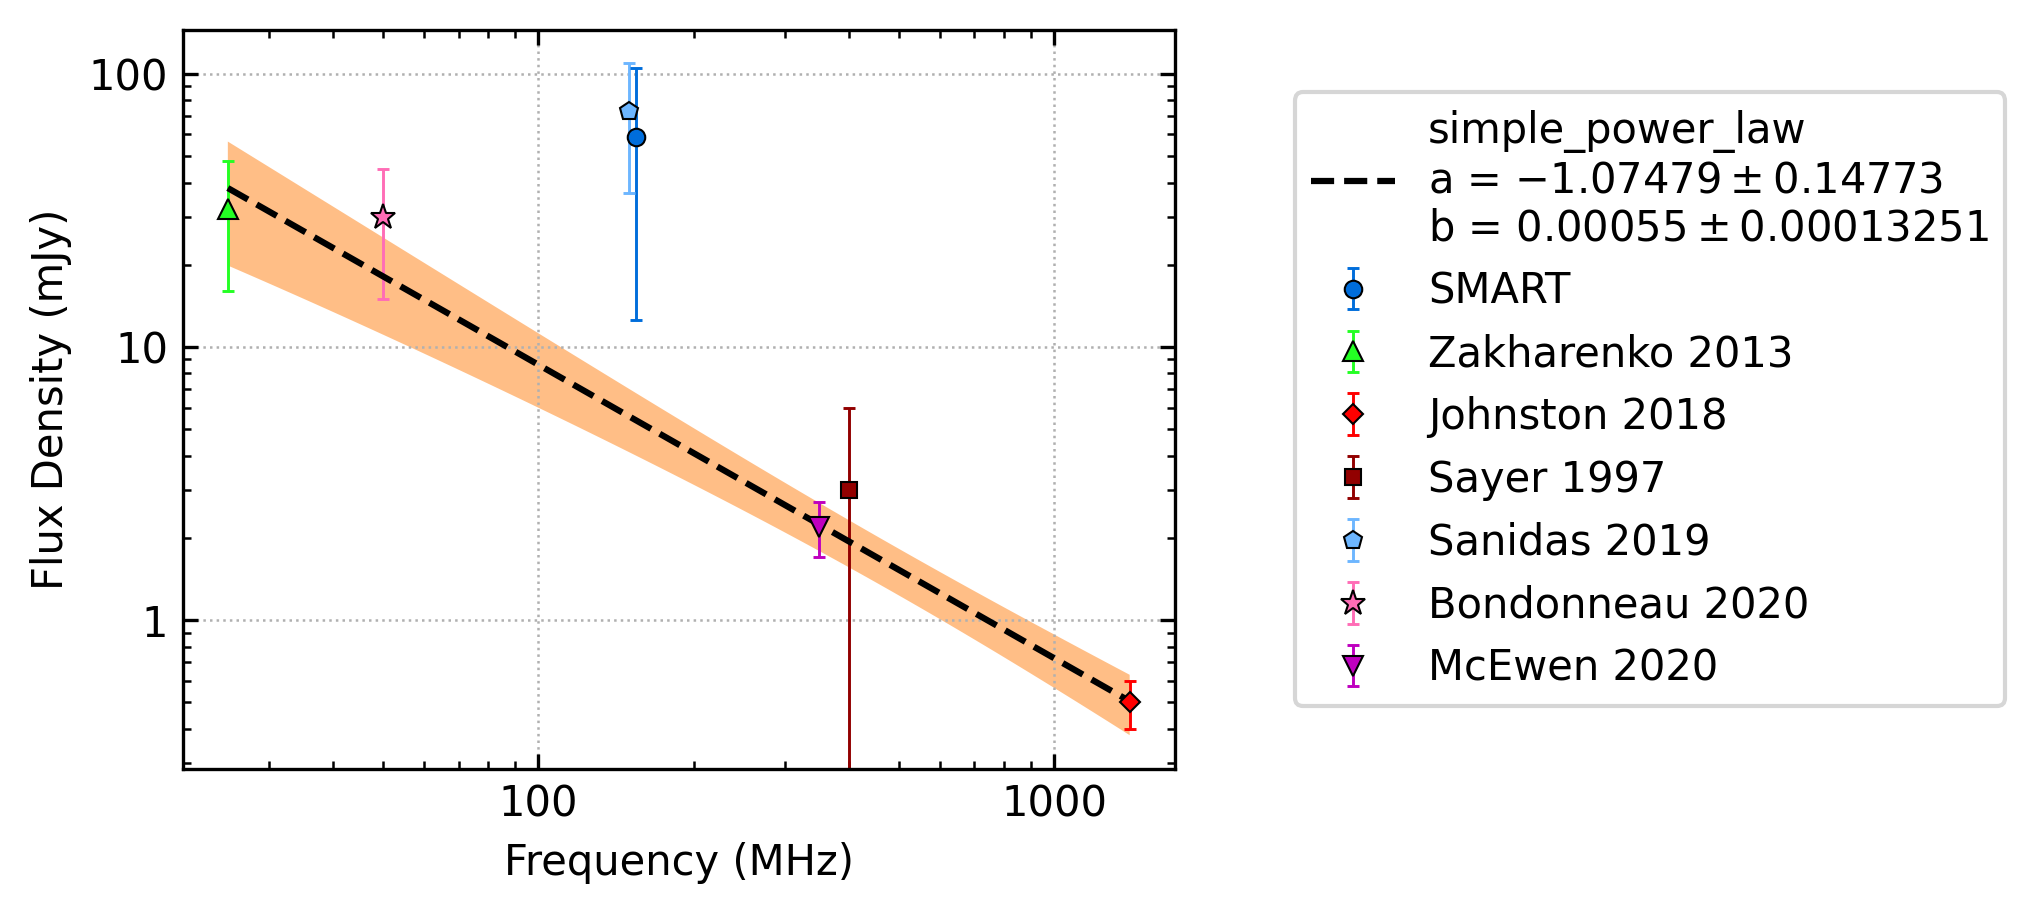 100
10
1
Flux Density (mJy)
100
1000
Frequency (MHz)
simple_power_law
a = −1.07479 ± 0.14773
b = 0.00055 ± 0.00013251
SMART
Zakharenko 2013
Johnston 2018
Sayer 1997
Sanidas 2019
Bondonneau 2020
McEwen 2020